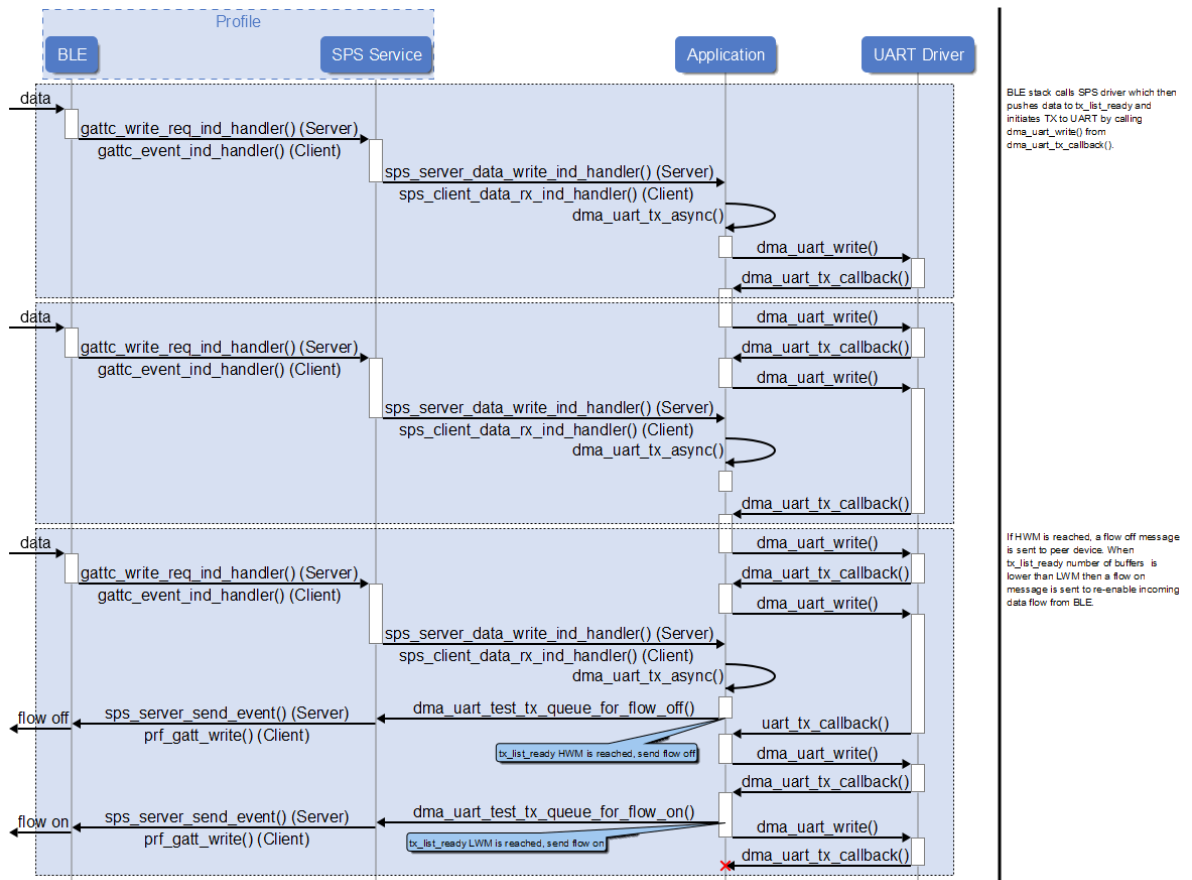 Profile
BLE
SPS Service
Application
UART Driver
data
gattc_write_req_ind_handler() (Server)
gattc_event_ind_handler() (Client)
sps_server_data_write_ind_handler() (Server)
sps_client_data_rx_ind_handler() (Client)
dma_uart_tx_async()
dma_uart_write()
dma_uart_tx_callback()
BLE stack calls SPS driver which then
pushes data to tx_list_ready and
initiates TX to UART by calling
dma_uart_write() from
dma_uart_tx_callback().
data
dma_uart_write()
gattc_write_req_ind_handler() (Server)
dma_uart_tx_callback()
gattc_event_ind_handler() (Client)
dma_uart_write()
sps_server_data_write_ind_handler() (Server)
sps_client_data_rx_ind_handler() (Client)
dma_uart_tx_async()
dma_uart_tx_callback()
data
dma_uart_write()
gattc_write_req_ind_handler() (Server)
dma_uart_tx_callback()
gattc_event_ind_handler() (Client)
dma_uart_write()
If HWM is reached, a flow off message
is sent to peer device. When
tx_list_ready number of buffers is
lower than LWM then a flow on
message is sent to re-enable incoming
data flow from BLE.
sps_server_data_write_ind_handler() (Server)
sps_client_data_rx_ind_handler() (Client)
dma_uart_tx_async()
flow off
sps_server_send_event() (Server)
prf_gatt_write() (Client)
dma_uart_test_tx_queue_for_flow_off()
uart_tx_callback()
tx_list_ready HWM is reached, send flow off
dma_uart_write()
dma_uart_tx_callback()
flow on
sps_server_send_event() (Server)
prf_gatt_write() (Client)
dma_uart_test_tx_queue_for_flow_on()
dma_uart_write()
tx_list_ready LWM is reached, send flow on
dma_uart_tx_callback()